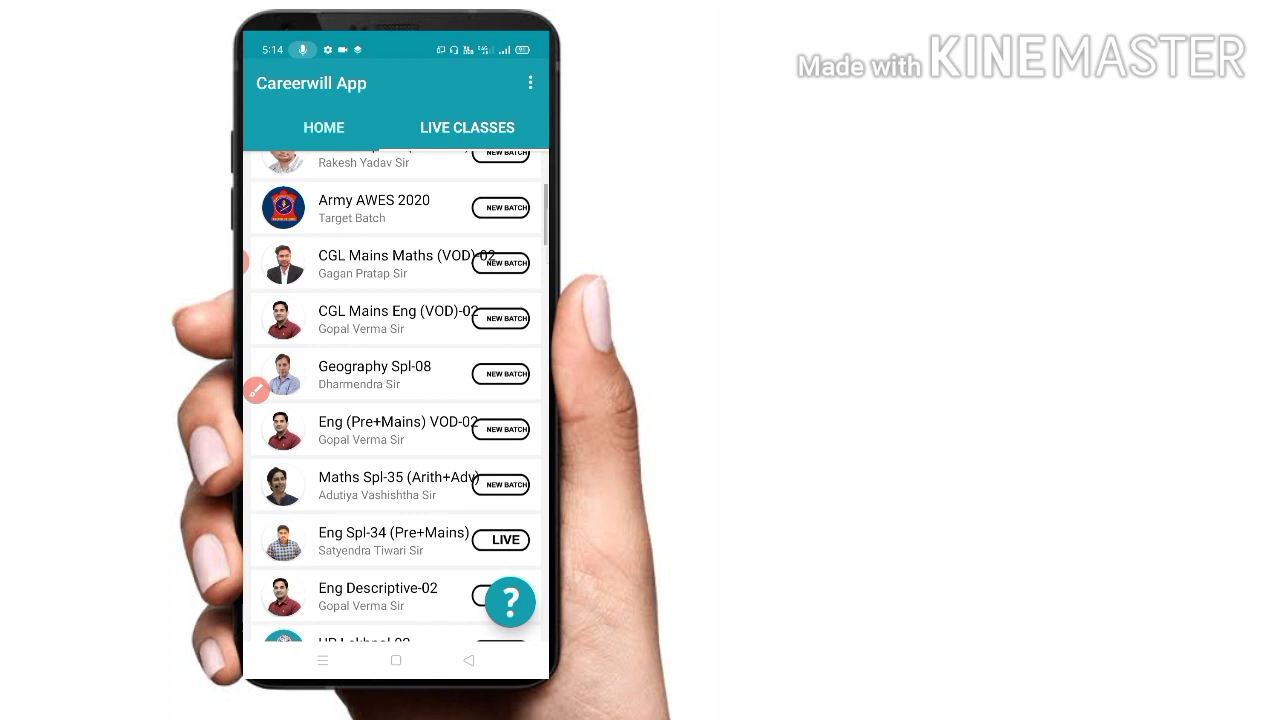 Made with KINEMASTER
5:14
91
Careerwill App
HOME
LIVE CLASSES
NEW BATCH
Rakesh Yadav Sir
Army AWES 2020
NEW BATCH
Target Batch
CGL Mains Maths (VOD)-02
NEW BATCH
Gagan Pratap Sir
CGL Mains Eng (VOD)-02
NEW BATCH
Gopal Verma Sir
Geography Spl-08
NEW BATCH
Dharmendra Sir
Eng (Pre+Mains) VOD-02
NEW BATCH
Gopal Verma Sir
Maths Spl-35 (Arith+Adv)
NEW BATCH
Adutiya Vashishtha Sir
Eng Spl-34 (Pre+Mains)
LIVE
Satyendra Tiwari Sir
Eng Descriptive-02
Gopal Verma Sir
?